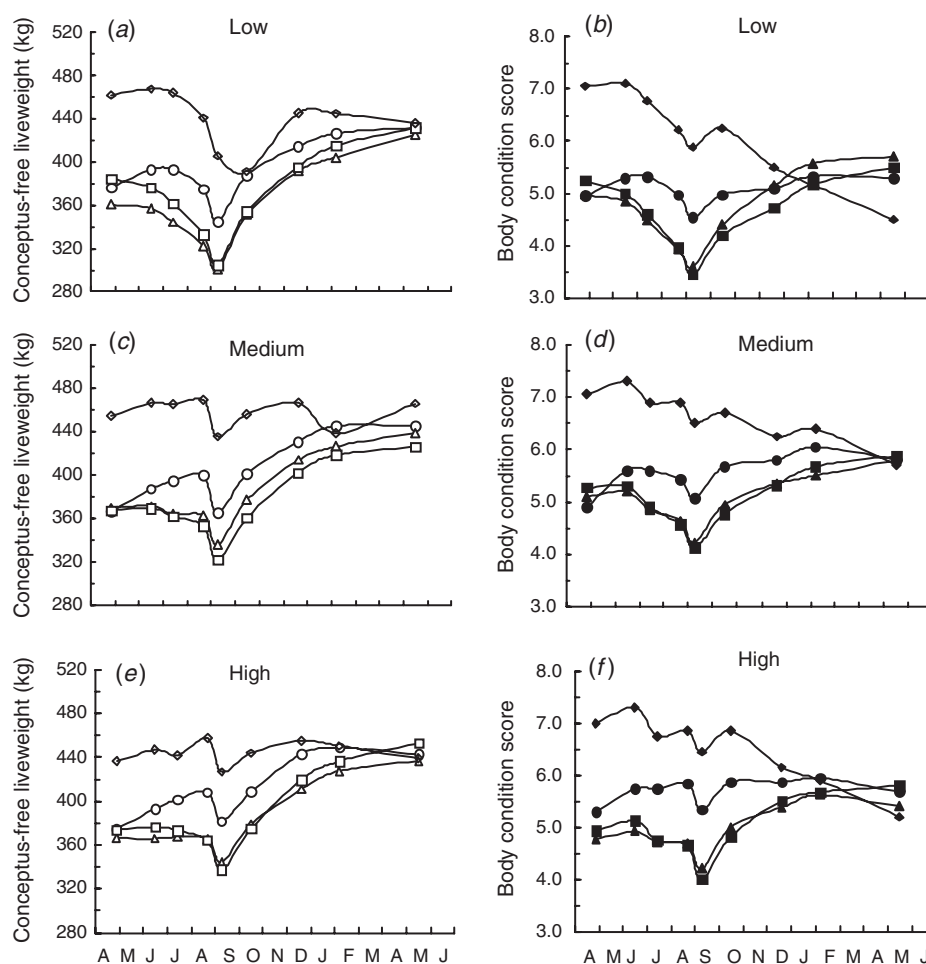 (a) Low
Conceptus-free liveweight (kg)
520
480
440
400
360
320
280
(b) Low
Body condition score
8.0
7.0
6.0
5.0
4.0
3.0
(c) Medium
Conceptus-free liveweight (kg)
520
480
440
400
360
320
280
(d) Medium
Body condition score
8.0
7.0
6.0
5.0
4.0
3.0
(e) High
Conceptus-free liveweight (kg)
520
480
440
400
360
320
280
A M J J A S O N D J F M A M J
(f) High
Body condition score
8.0
7.0
6.0
5.0
4.0
3.0
A M J J A S O N D J F M A M J